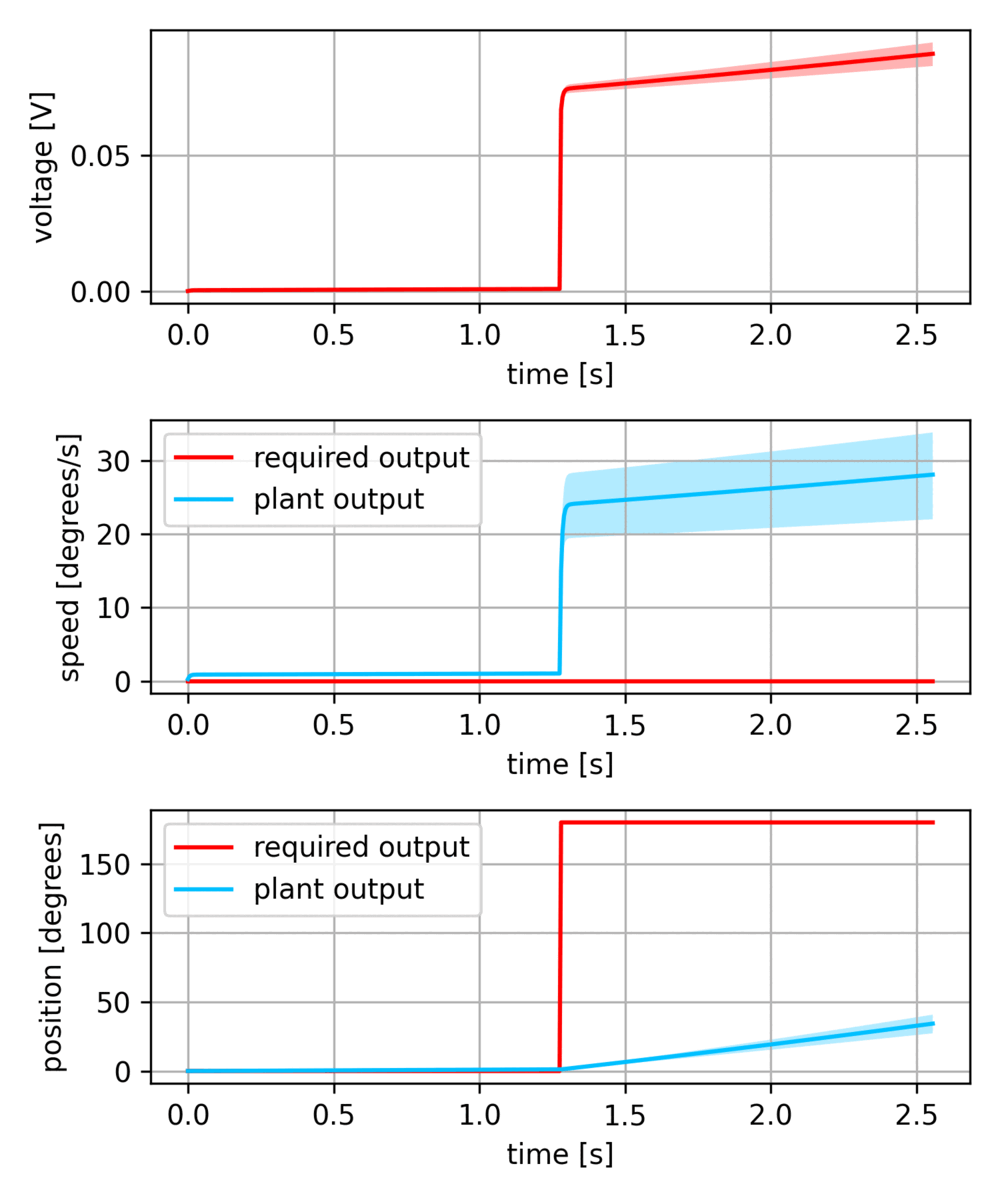 voltage [V]
0.05
0.00
0.0 0.5 1.0 1.5 2.0 2.5
time [s]
speed [degrees/s]
30
20
10
0
required output
plant output
0.0 0.5 1.0 1.5 2.0 2.5
time [s]
position [degrees]
150
100
50
0
required output
plant output
0.0 0.5 1.0 1.5 2.0 2.5
time [s]